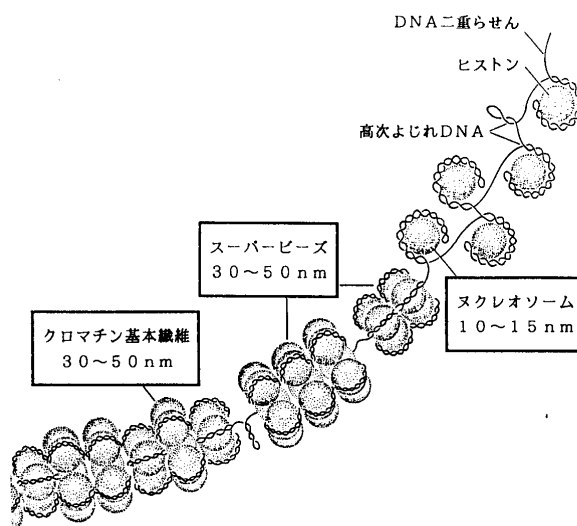 DNA二重らせん
ヒストン
高次よじれDNA
スーパービーズ
30〜50nm
ヌクレオソーム
10〜15nm
クロマチン基本繊維
30〜50nm